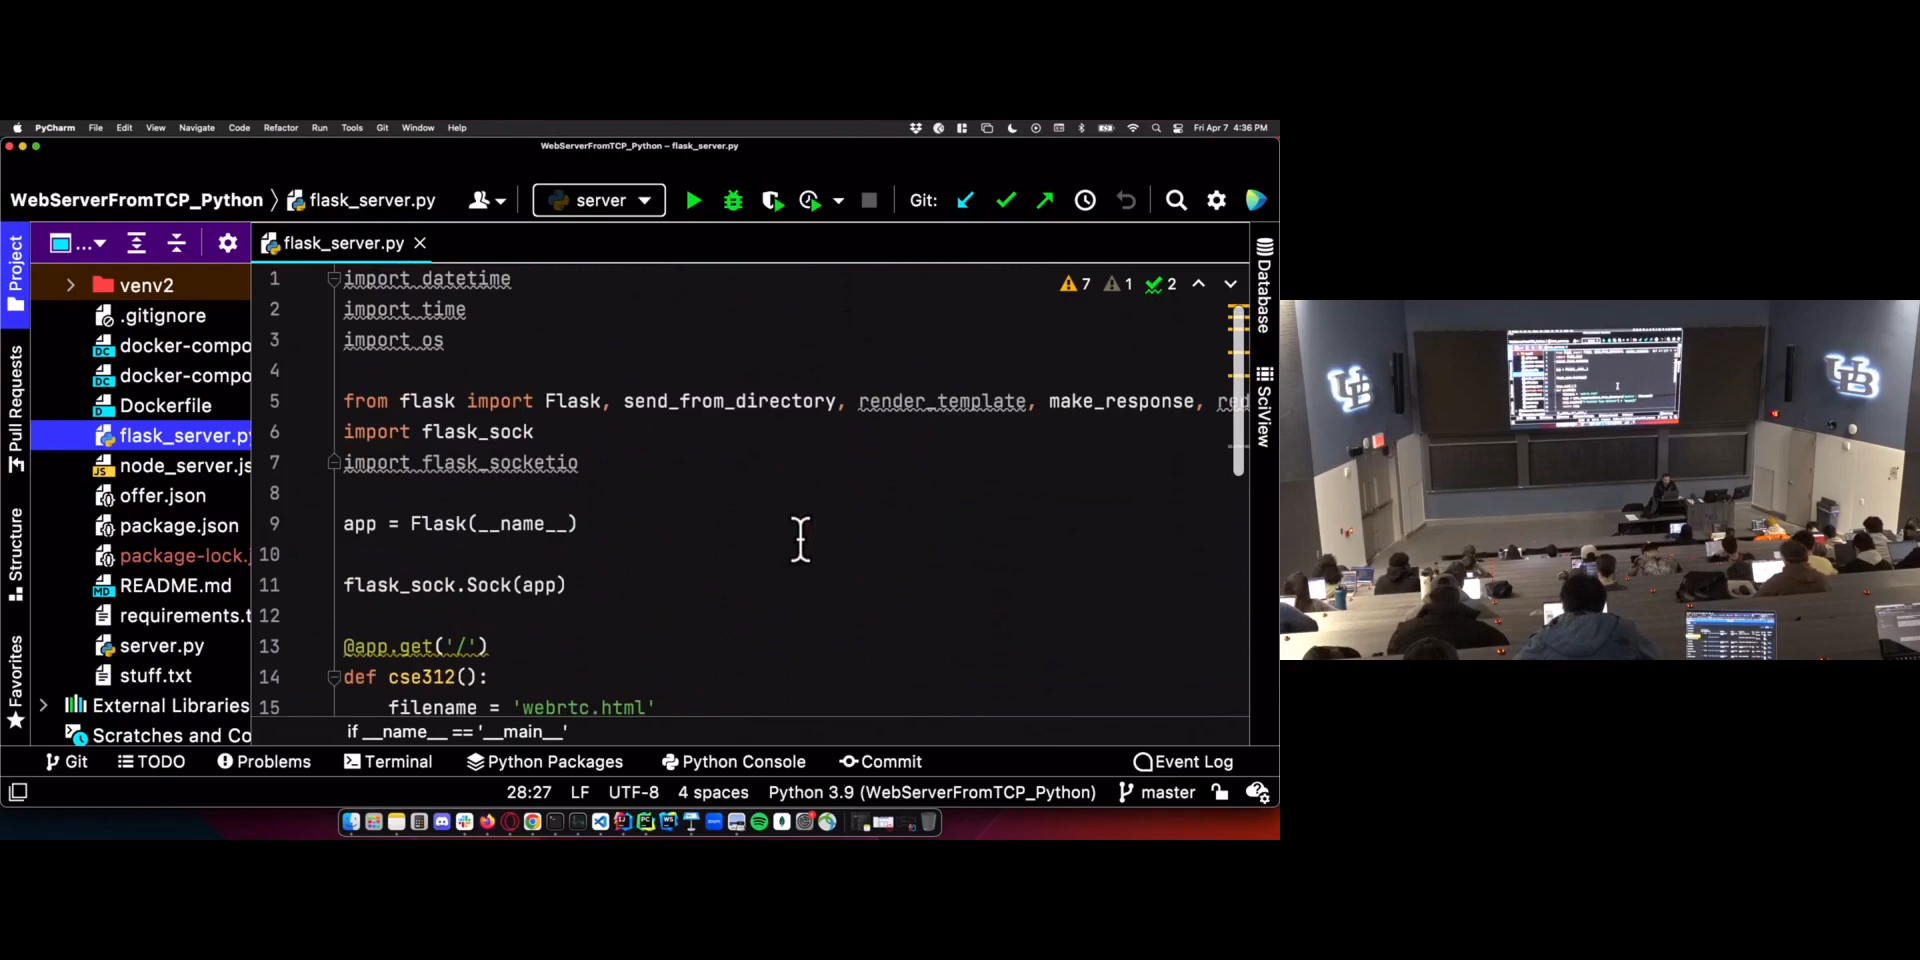 PyCharm File Edit View Navigate Code Refactor Run Tools Git Window Help Fri Apr 7 4:36 PM
WebServerFromTCP_Python – flask_server.py
WebServerFromTCP_Python flask_server.py server Git:
... flask_server.py
Project
Pull Requests
Structure
Favorites
venv2
.gitignore
docker-compo
docker-compo
Dockerfile
flask_server.py
node_server.js
offer.json
package.json
package-lock.
README.md
requirements.t
server.py
stuff.txt
External Libraries
Scratches and Co
7 1 2
1 import datetime
2 import time
3 import os
4
5 from flask import Flask, send_from_directory, render_template, make_response, red
6 import flask_sock
7 import flask_socketio
8
9 app = Flask(__name__)
10
11 flask_sock.Sock(app)
12
13 @app.get('/')
14 def cse312():
15 filename = 'webrtc.html'
if __name__ == '__main__'
Database
SciView
Git TODO Problems Terminal Python Packages Python Console Commit Event Log
28:27 LF UTF-8 4 spaces Python 3.9 (WebServerFromTCP_Python) master
UB
UB